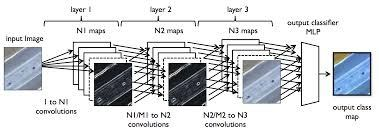 layer 1
layer 2
layer 3
input Image
N1 maps
N2 maps
N3 maps
output classifier
MLP
1 to N1
convolutions
N1/M1 to N2
convolutions
N2/M2 to N3
convolutions
output class
map